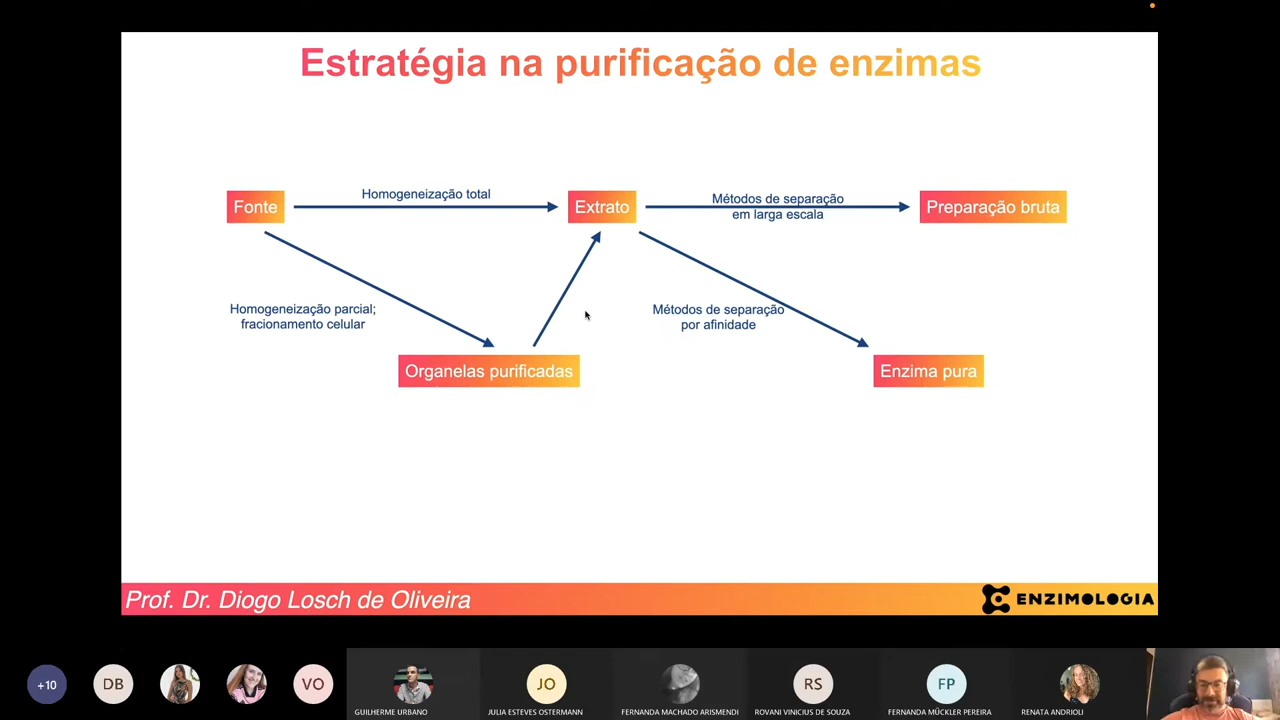 Estratégia na purificação de enzimas
Fonte
Homogeneização total
Extrato
Métodos de separação
em larga escala
Preparação bruta
Homogeneização parcial;
fracionamento celular
Métodos de separação
por afinidade
Organelas purificadas
Enzima pura
Prof. Dr. Diogo Losch de Oliveira
ENZIMOLOGIA
+10
DB
VO
JO
RS
FP
GUILHERME URBANO
JULIA ESTEVES OSTERMANN
FERNANDA MACHADO ARISMENDI
ROVANI VINICIUS DE SOUZA
FERNANDA MÜCKLER PEREIRA
RENATA ANDRIOLI